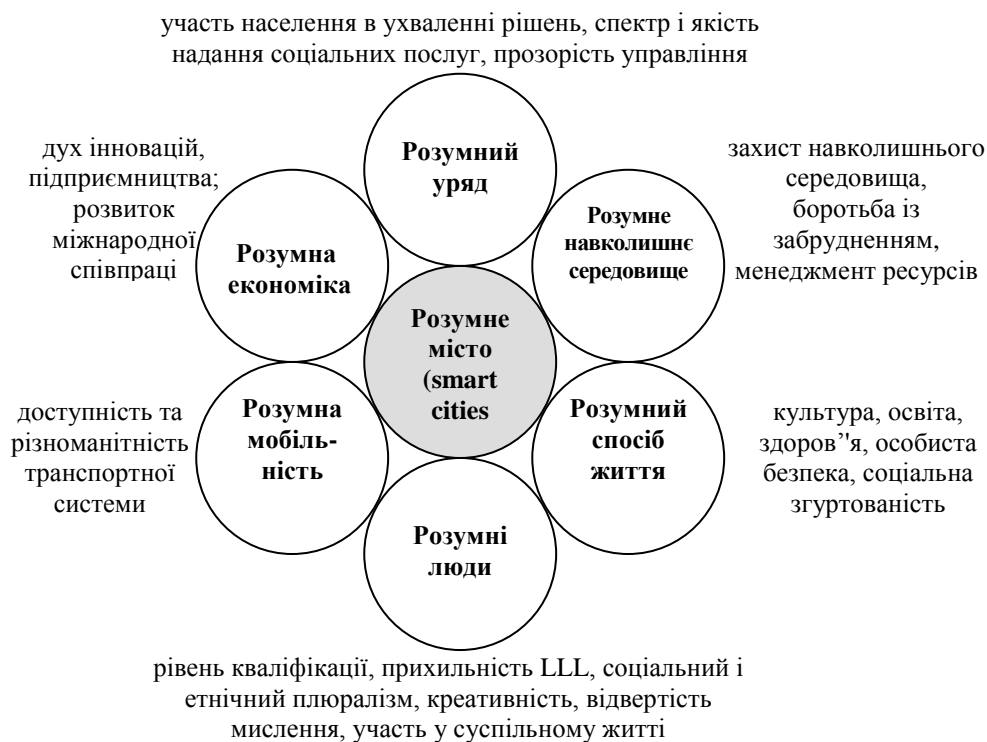 участь населення в ухваленні рішень, спектр і якість
надання соціальних послуг, прозорість управління
Розумний
уряд
дух інновацій,
підприємництва;
розвиток
міжнародної
співпраці
Розумна
економіка
Розумне
навколишнє
середовище
захист навколишнього
середовища,
боротьба із
забрудненням,
менеджмент ресурсів
Розумне
місто
(smart
cities
доступність та
різноманітність
транспортної
системи
Розумна
мобіль-
ність
Розумний
спосіб
життя
культура, освіта,
здоров’'я, особиста
безпека, соціальна
згуртованість
Розумні
люди
рівень кваліфікації, прихильність LLL, соціальний і
етнічний плюралізм, креативність, відвертість
мислення, участь у суспільному житті